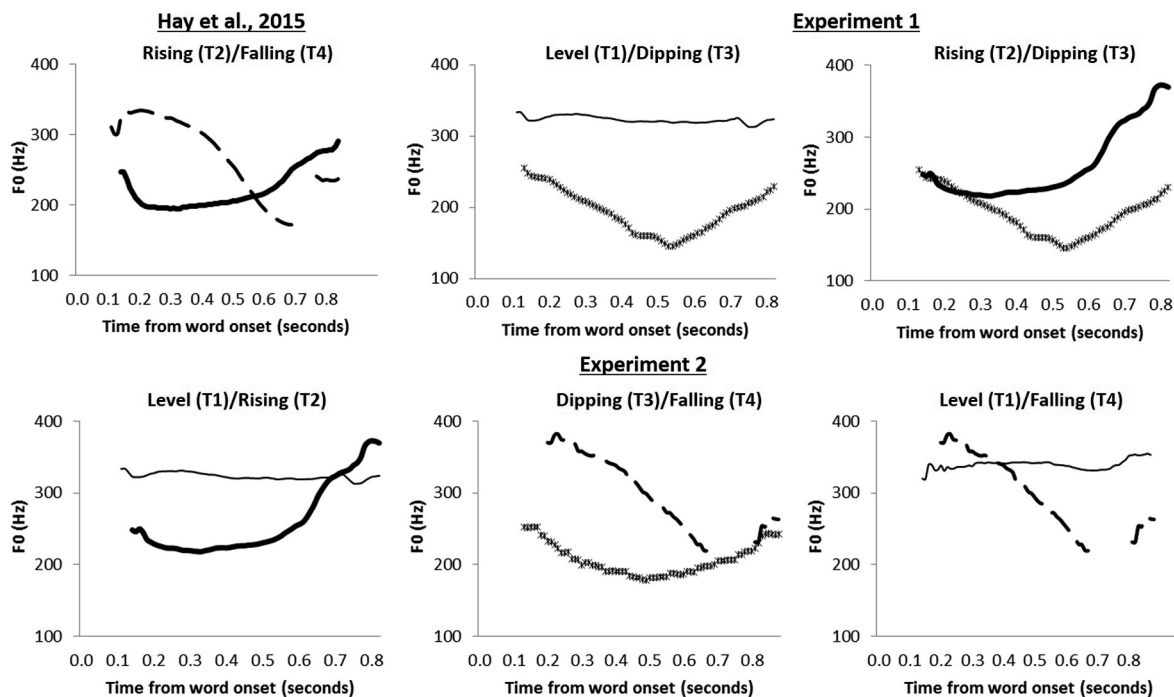 Hay et al., 2015
Experiment 1
Rising (T2)/Falling (T4)
Level (T1)/Dipping (T3)
Rising (T2)/Dipping (T3)
400
300
200
100
F0 (Hz)
0.0 0.1 0.2 0.3 0.4 0.5 0.6 0.7 0.8
Time from word onset (seconds)
400
300
200
100
F0 (Hz)
0.0 0.1 0.2 0.3 0.4 0.5 0.6 0.7 0.8
Time from word onset (seconds)
400
300
200
100
F0 (Hz)
0.0 0.1 0.2 0.3 0.4 0.5 0.6 0.7 0.8
Time from word onset (seconds)
Experiment 2
Level (T1)/Rising (T2)
Dipping (T3)/Falling (T4)
Level (T1)/Falling (T4)
400
300
200
100
F0 (Hz)
0.0 0.1 0.2 0.3 0.4 0.5 0.6 0.7 0.8
Time from word onset (seconds)
400
300
200
100
F0 (Hz)
0.0 0.1 0.2 0.3 0.4 0.5 0.6 0.7 0.8
Time from word onset (seconds)
400
300
200
100
F0 (Hz)
0.0 0.1 0.2 0.3 0.4 0.5 0.6 0.7 0.8
Time from word onset (seconds)